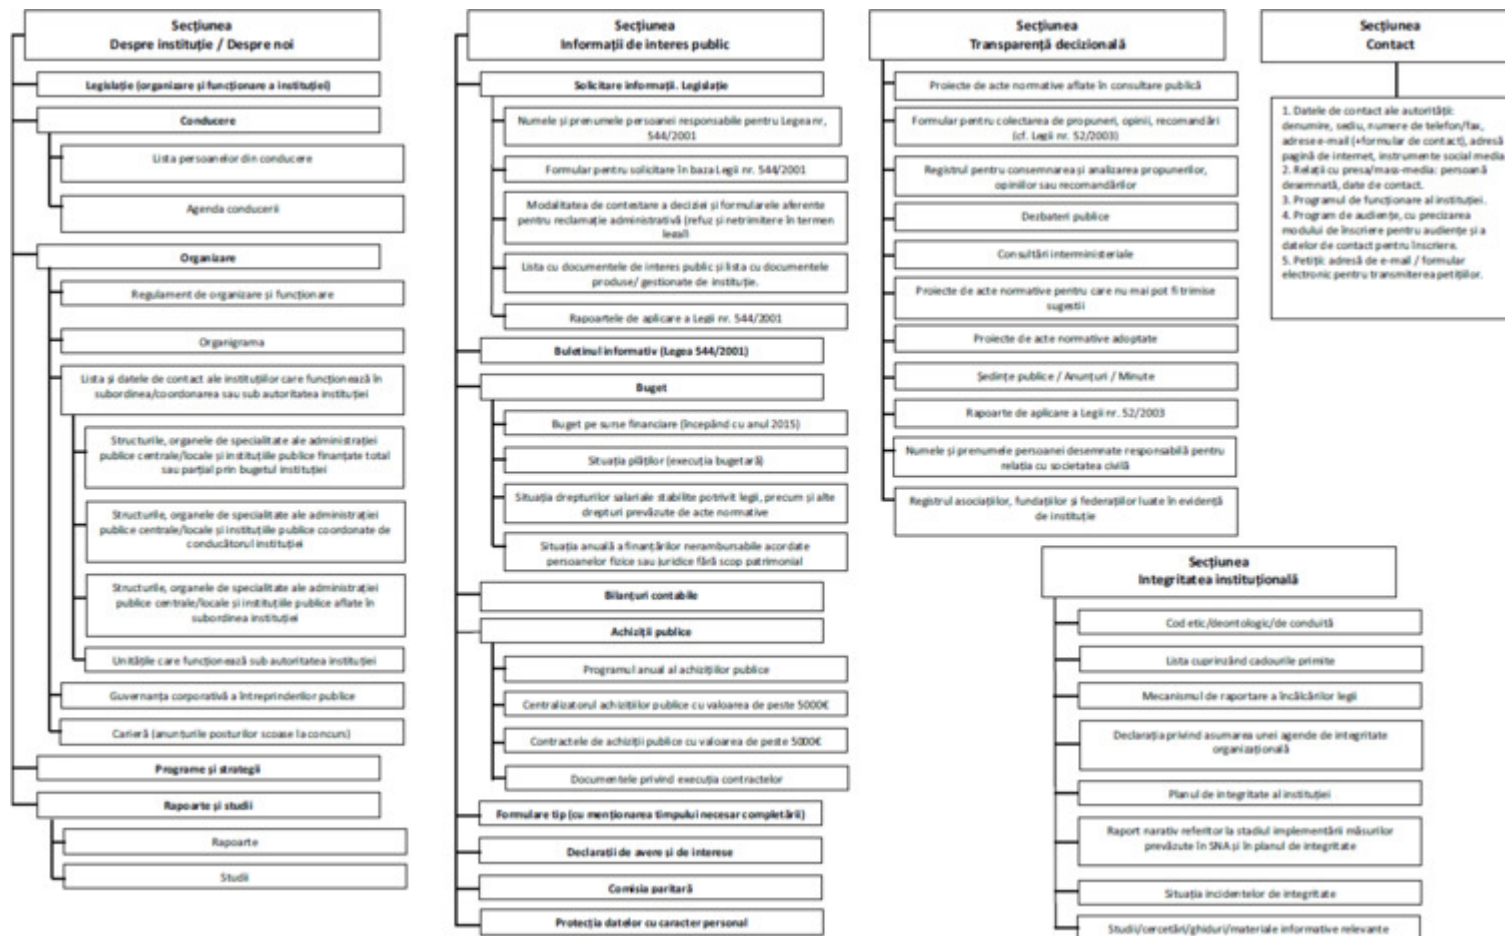 Secțiunea
Despre instituție / Despre noi
Legislație (organizare și funcționare a instituției)
Conducere
Lista persoanelor din conducere
Agenda conducerii
Organizare
Regulament de organizare și funcționare
Organigrama
Lista și datele de contact ale instituțiilor care funcționează în
subordinea/coordonarea sau sub autoritatea instituției
Structurile, organele de specialitate ale administrației
publice centrale/locale și instituțiile publice finanțate total
sau parțial prin bugetul instituției
Structurile, organele de specialitate ale administrației
publice centrale/locale și instituțiile publice coordonate de
conducătorul instituției
Structurile, organele de specialitate ale administrației
publice centrale/locale și instituțiile publice aflate în
subordinea instituției
Unitățile care funcționează sub autoritatea instituției
Guvernanța corporativă a întreprinderilor publice
Carieră (anunțurile posturilor scoase la concurs)
Programe și strategii
Rapoarte și studii
Rapoarte
Studii
Secțiunea
Informații de interes public
Solicitare informații. Legislație
Numele și prenumele persoanei responsabile pentru Legea nr,
544/2001
Formular pentru solicitare în baza Legii nr. 544/2001
Modalitatea de contestare a deciziei și formularele aferente
pentru reclamație administrativă (refuz și netrimitere în termen
legal)
Lista cu documentele de interes public și lista cu documentele
produse/ gestionate de instituție.
Rapoartele de aplicare a Legii nr. 544/2001
Buletinul informativ (Legea 544/2001)
Buget
Buget pe surse financiare (începând cu anul 2015)
Situația plăților (execuția bugetară)
Situația drepturilor salariale stabilite potrivit legii, precum și alte
drepturi prevăzute de acte normative
Situația anuală a finanțărilor nerambursabile acordate
persoanelor fizice sau juridice fără scop patrimonial
Bilanțuri contabile
Achiziții publice
Programul anual al achizițiilor publice
Centralizatorul achizițiilor publice cu valoarea de peste 5000€
Contractele de achiziții publice cu valoarea de peste 5000€
Documentele privind execuția contractelor
Formulare tip (cu menționarea timpului necesar completării)
Declarații de avere și de interese
Comisia paritară
Protecția datelor cu caracter personal
Secțiunea
Transparență decizională
Proiecte de acte normative aflate în consultare publică
Formular pentru colectarea de propuneri, opinii, recomandări
(cf. Legii nr. 52/2003)
Registrul pentru consemnarea și analizarea propunerilor,
opiniilor sau recomandărilor
Dezbateri publice
Consultări interministeriale
Proiecte de acte normative pentru care nu mai pot fi trimise
sugestii
Proiecte de acte normative adoptate
Ședințe publice / Anunțuri / Minute
Rapoarte de aplicare a Legii nr. 52/2003
Numele și prenumele persoanei desemnate responsabilă pentru
relația cu societatea civilă
Registrul asociațiilor, fundațiilor și federațiilor luate în evidență
de instituție
Secțiunea
Contact
1. Datele de contact ale autorității:
denumire, sediu, numere de telefon/fax,
adrese e-mail (+formular de contact), adresă
pagină de internet, instrumente social media
2. Relații cu presa/mass-media: persoană
desemnată, date de contact.
3. Programul de funcționare al instituției.
4. Program de audiențe, cu precizarea
modului de înscriere pentru audiențe și a
datelor de contact pentru înscriere.
5. Petiții: adresă de e-mail / formular
electronic pentru transmiterea petițiilor.
Secțiunea
Integritatea instituțională
Cod etic/deontologic/de conduită
Lista cuprinzând cadourile primite
Mecanismul de raportare a încălcărilor legii
Declarația privind asumarea unei agende de integritate
organizațională
Planul de integritate al instituției
Raport narativ referitor la stadiul implementării măsurilor
prevăzute în SNA și în planul de integritate
Situația incidentelor de integritate
Studii/cercetări/ghiduri/materiale informative relevante